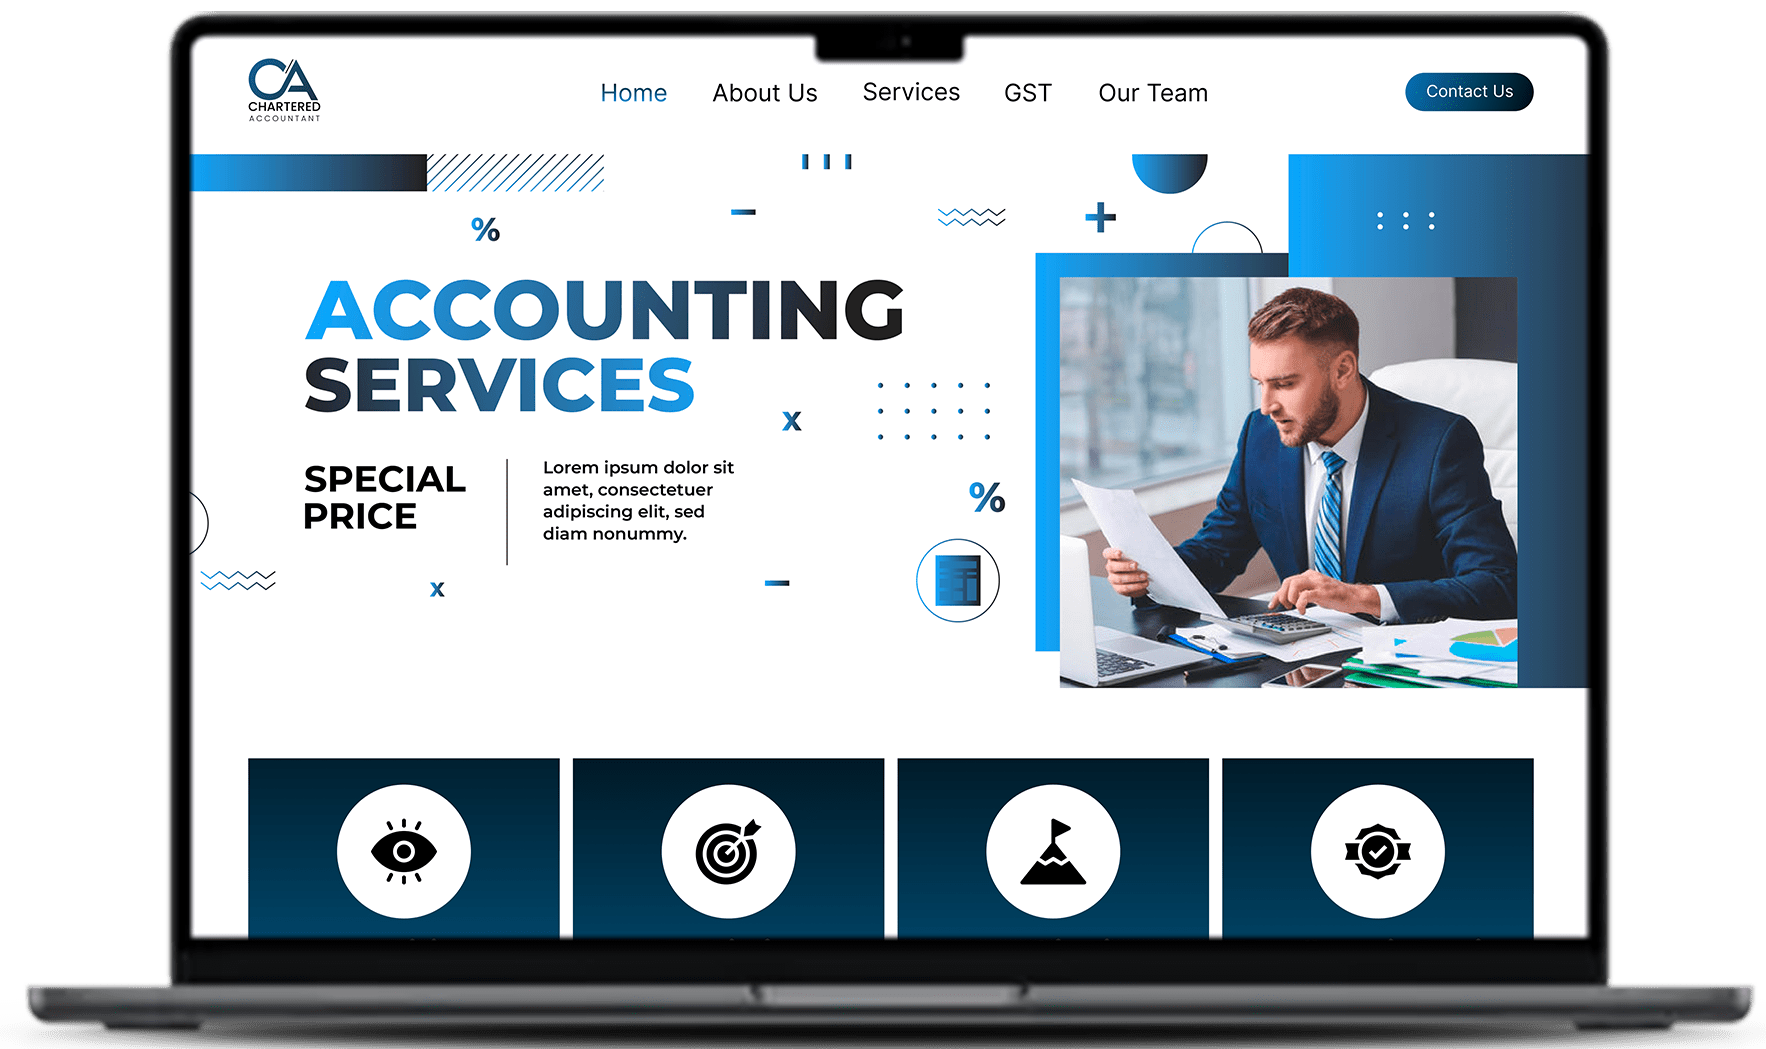 CA
CHARTERED
ACCOUNTANT
Home About Us Services GST Our Team
Contact Us
%
-
+
ACCOUNTING
SERVICES
x
SPECIAL
PRICE
Lorem ipsum dolor sit
amet, consectetuer
adipiscing elit, sed
diam nonummy.
%
x
-